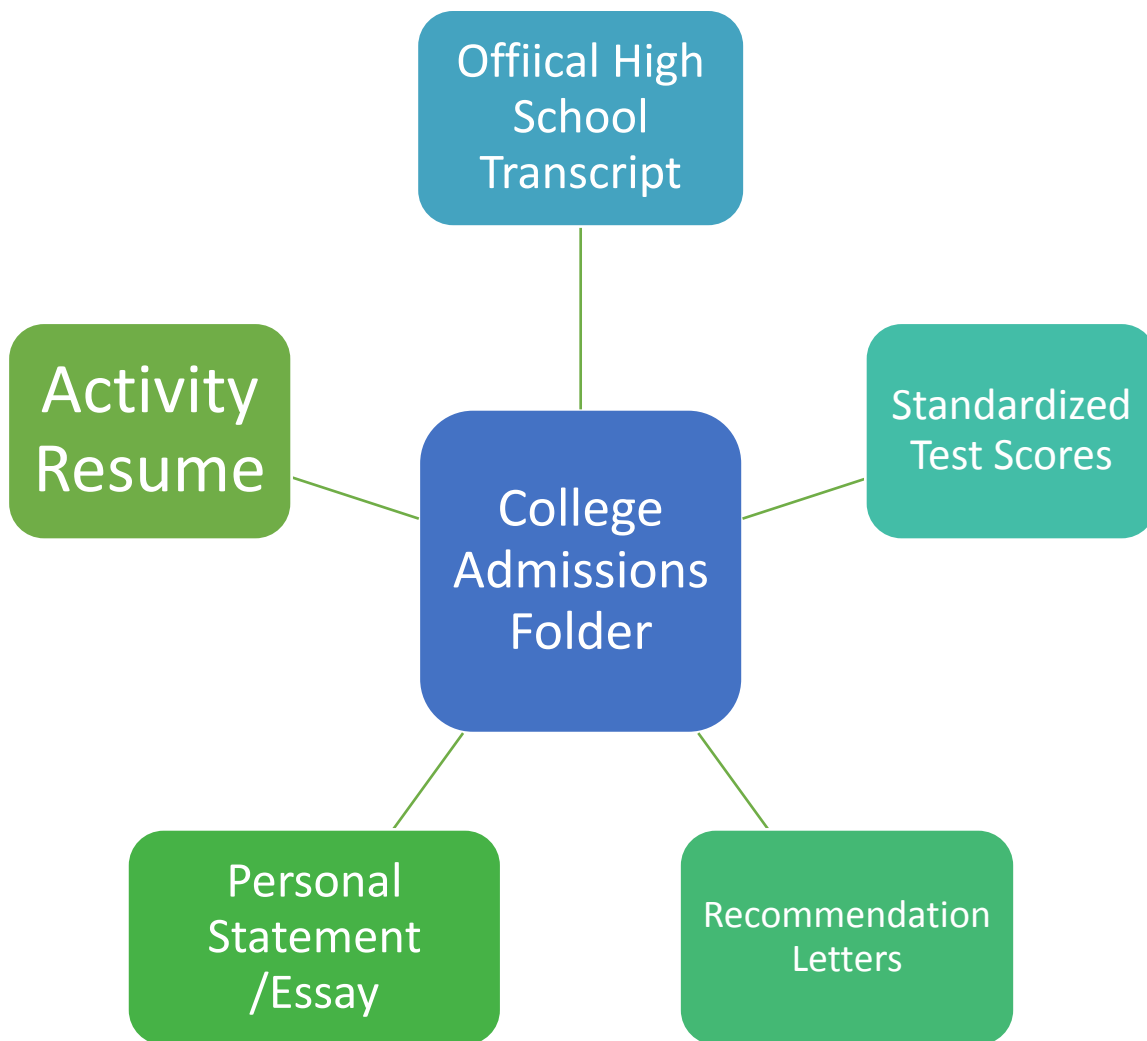 Offiical High
School
Transcript
Activity
Resume
Standardized
Test Scores
College
Admissions
Folder
Personal
Statement
/Essay
Recommendation
Letters